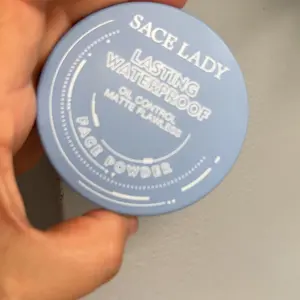 SACE LADY
LASTING
WATERPROOF
OIL CONTROL
MATTE FLAWLESS
FACE POWDER